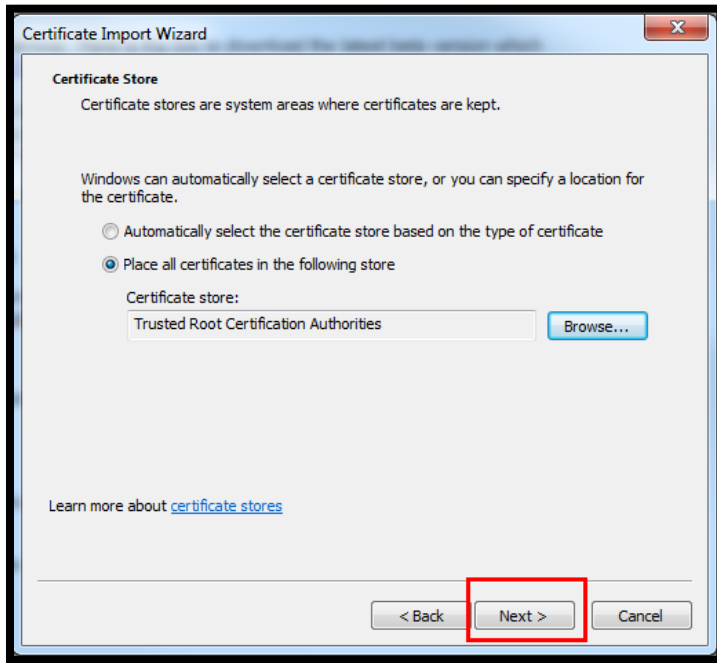 Certificate Import Wizard
Certificate Store
Certificate stores are system areas where certificates are kept.
Windows can automatically select a certificate store, or you can specify a location for
the certificate.
Automatically select the certificate store based on the type of certificate
Place all certificates in the following store
Certificate store:
Trusted Root Certification Authorities
Browse...
Learn more about certificate stores
< Back
Next >
Cancel